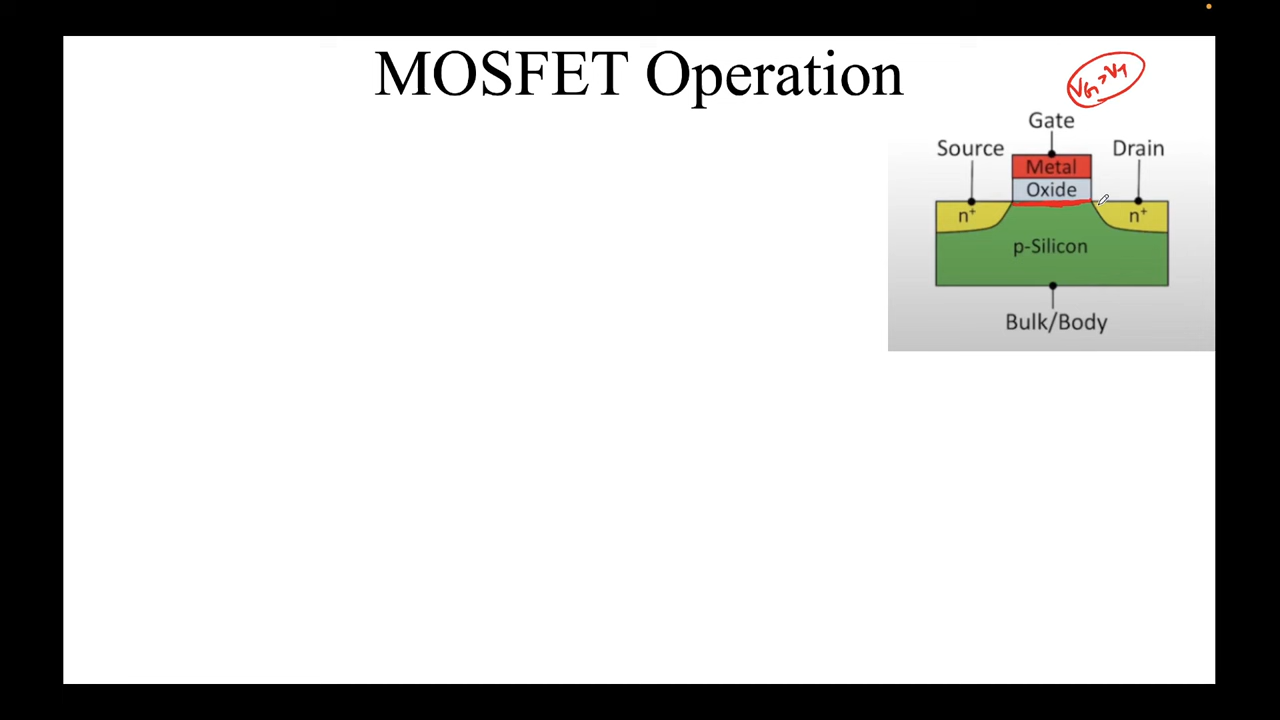 MOSFET Operation
VG>VT
Gate
Source
Drain
Metal
Oxide
n+
n+
p-Silicon
Bulk/Body